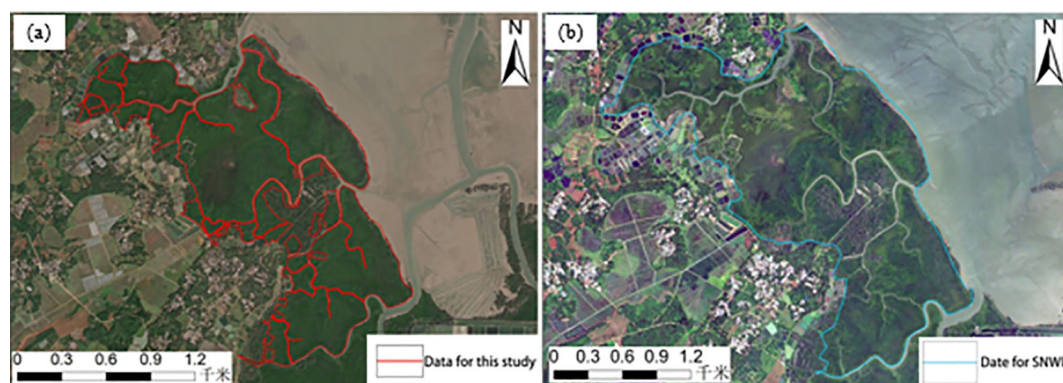 (a)
N
0 0.3 0.6 0.9 1.2
千米
Data for this study
(b)
N
0 0.3 0.6 0.9 1.2
千米
Date for SNWI